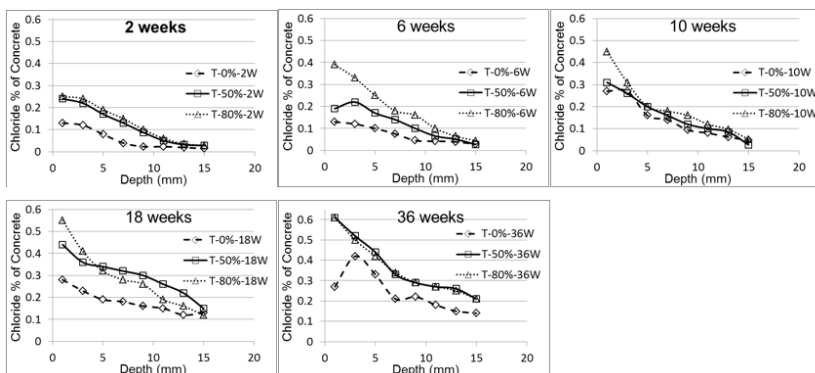 2 weeks
Chloride % of Concrete
0.6
0.5
0.4
0.3
0.2
0.1
0
T-0%-2W
T-50%-2W
T-80%-2W
0 5 10 15 20
Depth (mm)
6 weeks
Chloride % of Concrete
0.6
0.5
0.4
0.3
0.2
0.1
0
T-0%-6W
T-50%-6W
T-80%-6W
0 5 10 15 20
Depth (mm)
10 weeks
Chloride % of Concrete
0.6
0.5
0.4
0.3
0.2
0.1
0
T-0%-10W
T-50%-10W
T-80%-10W
0 5 10 15 20
Depth (mm)
18 weeks
Chloride % of Concrete
0.6
0.5
0.4
0.3
0.2
0.1
0
T-0%-18W
T-50%-18W
T-80%-18W
0 5 10 15 20
Depth (mm)
36 weeks
Chloride % of Concrete
0.6
0.5
0.4
0.3
0.2
0.1
0
T-0%-36W
T-50%-36W
T-80%-36W
0 5 10 15 20
Depth (mm)